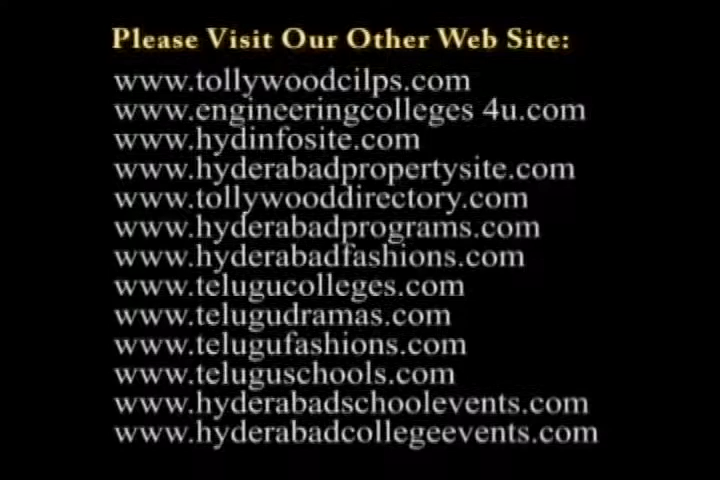 Please Visit Our Other Web Site:
www.tollywoodcilps.com
www.engineeringcolleges 4u.com
www.hydinfosite.com
www.hyderabadpropertysite.com
www.tollywooddirectory.com
www.hyderabadprograms.com
www.hyderabadfashions.com
www.telugucolleges.com
www.telugudramas.com
www.telugufashions.com
www.teluguschools.com
www.hyderabadschoolevents.com
www.hyderabadcollegeevents.com